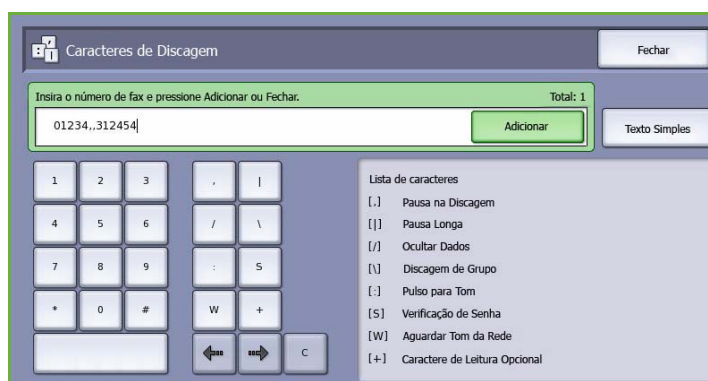 Caracteres de Discagem
Fechar
Insira o número de fax e pressione Adicionar ou Fechar.
Total: 1
01234,,312454
Adicionar
Texto Simples
1 2 3 , |
4 5 6 / \
7 8 9 : S
* 0 # W +
C
Lista de caracteres
[,] Pausa na Discagem
[|] Pausa Longa
[/] Ocultar Dados
[\] Discagem de Grupo
[:] Pulso para Tom
[S] Verificação de Senha
[W] Aguardar Tom da Rede
[+] Caractere de Leitura Opcional